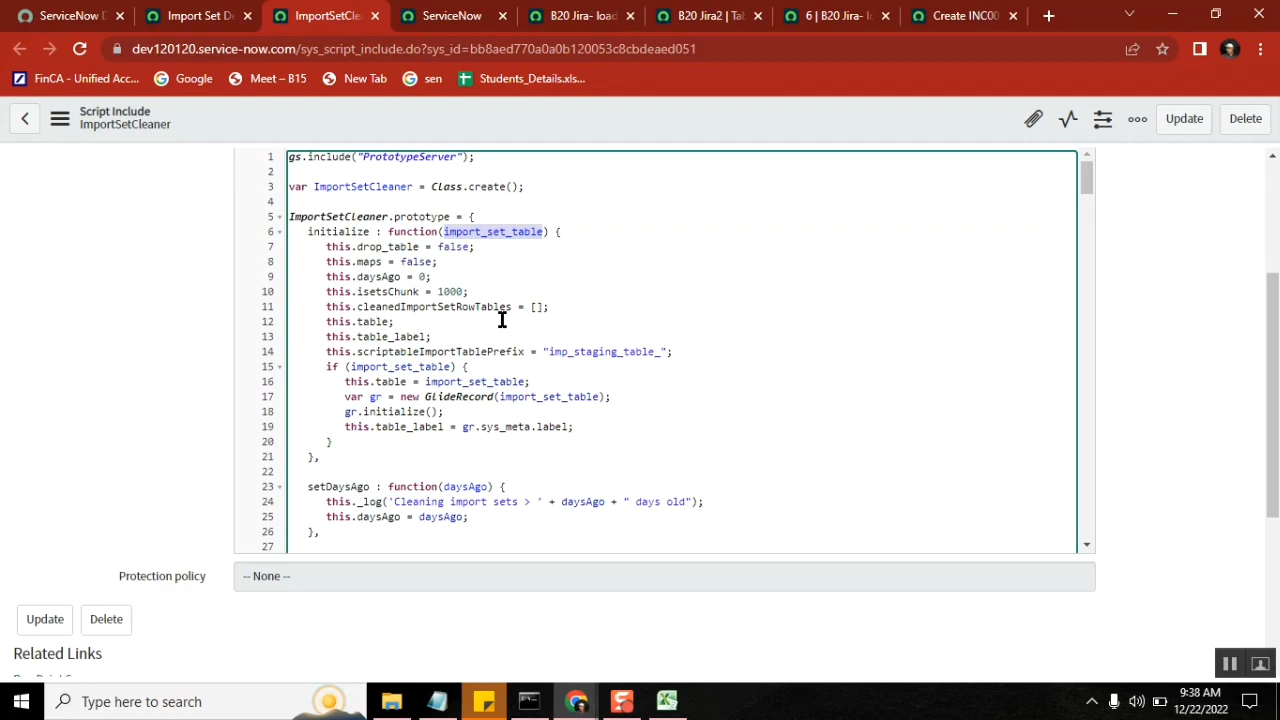 ServiceNow D
Import Set De
ImportSetCle
ServiceNow
B20 Jira- load
B20 Jira2 | Tab
6 | B20 Jira- l
Create INC00
dev120120.service-now.com/sys_script_include.do?sys_id=bb8aed770a0a0b120053c8cbdeaed051
FinCA - Unified Acc...
Google
Meet – B15
New Tab
sen
Students_Details.xls...
Script Include
ImportSetCleaner
Update
Delete
1 gs.include("PrototypeServer");
2
3 var ImportSetCleaner = Class.create();
4
5 ImportSetCleaner.prototype = {
6 initialize : function(import_set_table) {
7 this.drop_table = false;
8 this.maps = false;
9 this.daysAgo = 0;
10 this.isetsChunk = 1000;
11 this.cleanedImportSetRowTables = [];
12 this.table;
13 this.table_label;
14 this.scriptableImportTablePrefix = "imp_staging_table_";
15 if (import_set_table) {
16 this.table = import_set_table;
17 var gr = new GlideRecord(import_set_table);
18 gr.initialize();
19 this.table_label = gr.sys_meta.label;
20 }
21 },
22
23 setDaysAgo : function(daysAgo) {
24 this._log('Cleaning import sets > ' + daysAgo + " days old");
25 this.daysAgo = daysAgo;
26 },
27
Protection policy
-- None --
Update
Delete
Related Links
Type here to search
9:38 AM
12/22/2022